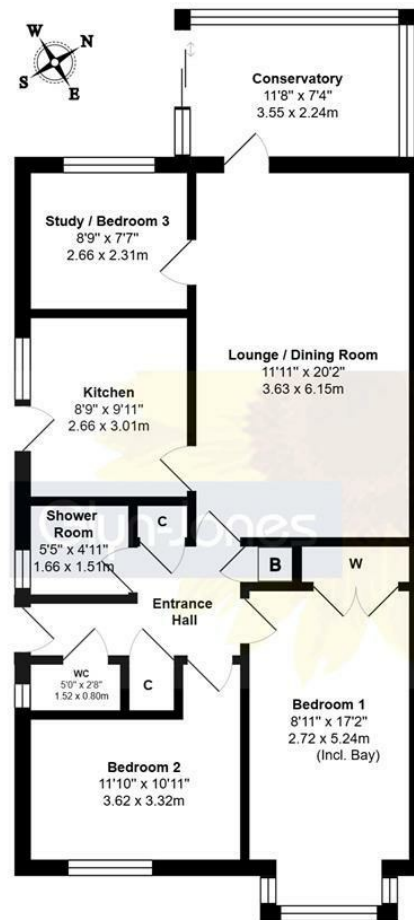 W
N
S
E
Conservatory
11'8" x 7'4"
3.55 x 2.24m
Study / Bedroom 3
8'9" x 7'7"
2.66 x 2.31m
Lounge / Dining Room
11'11" x 20'2"
3.63 x 6.15m
Kitchen
8'9" x 9'11"
2.66 x 3.01m
Glyn-Jones
Shower
Room
5'5" x 4'11"
1.66 x 1.51m
C
B
W
Entrance
Hall
WC
5'0" x 2'8"
1.52 x 0.80m
C
Bedroom 1
8'11" x 17'2"
2.72 x 5.24m
(Incl. Bay)
Bedroom 2
11'10" x 10'11"
3.62 x 3.32m